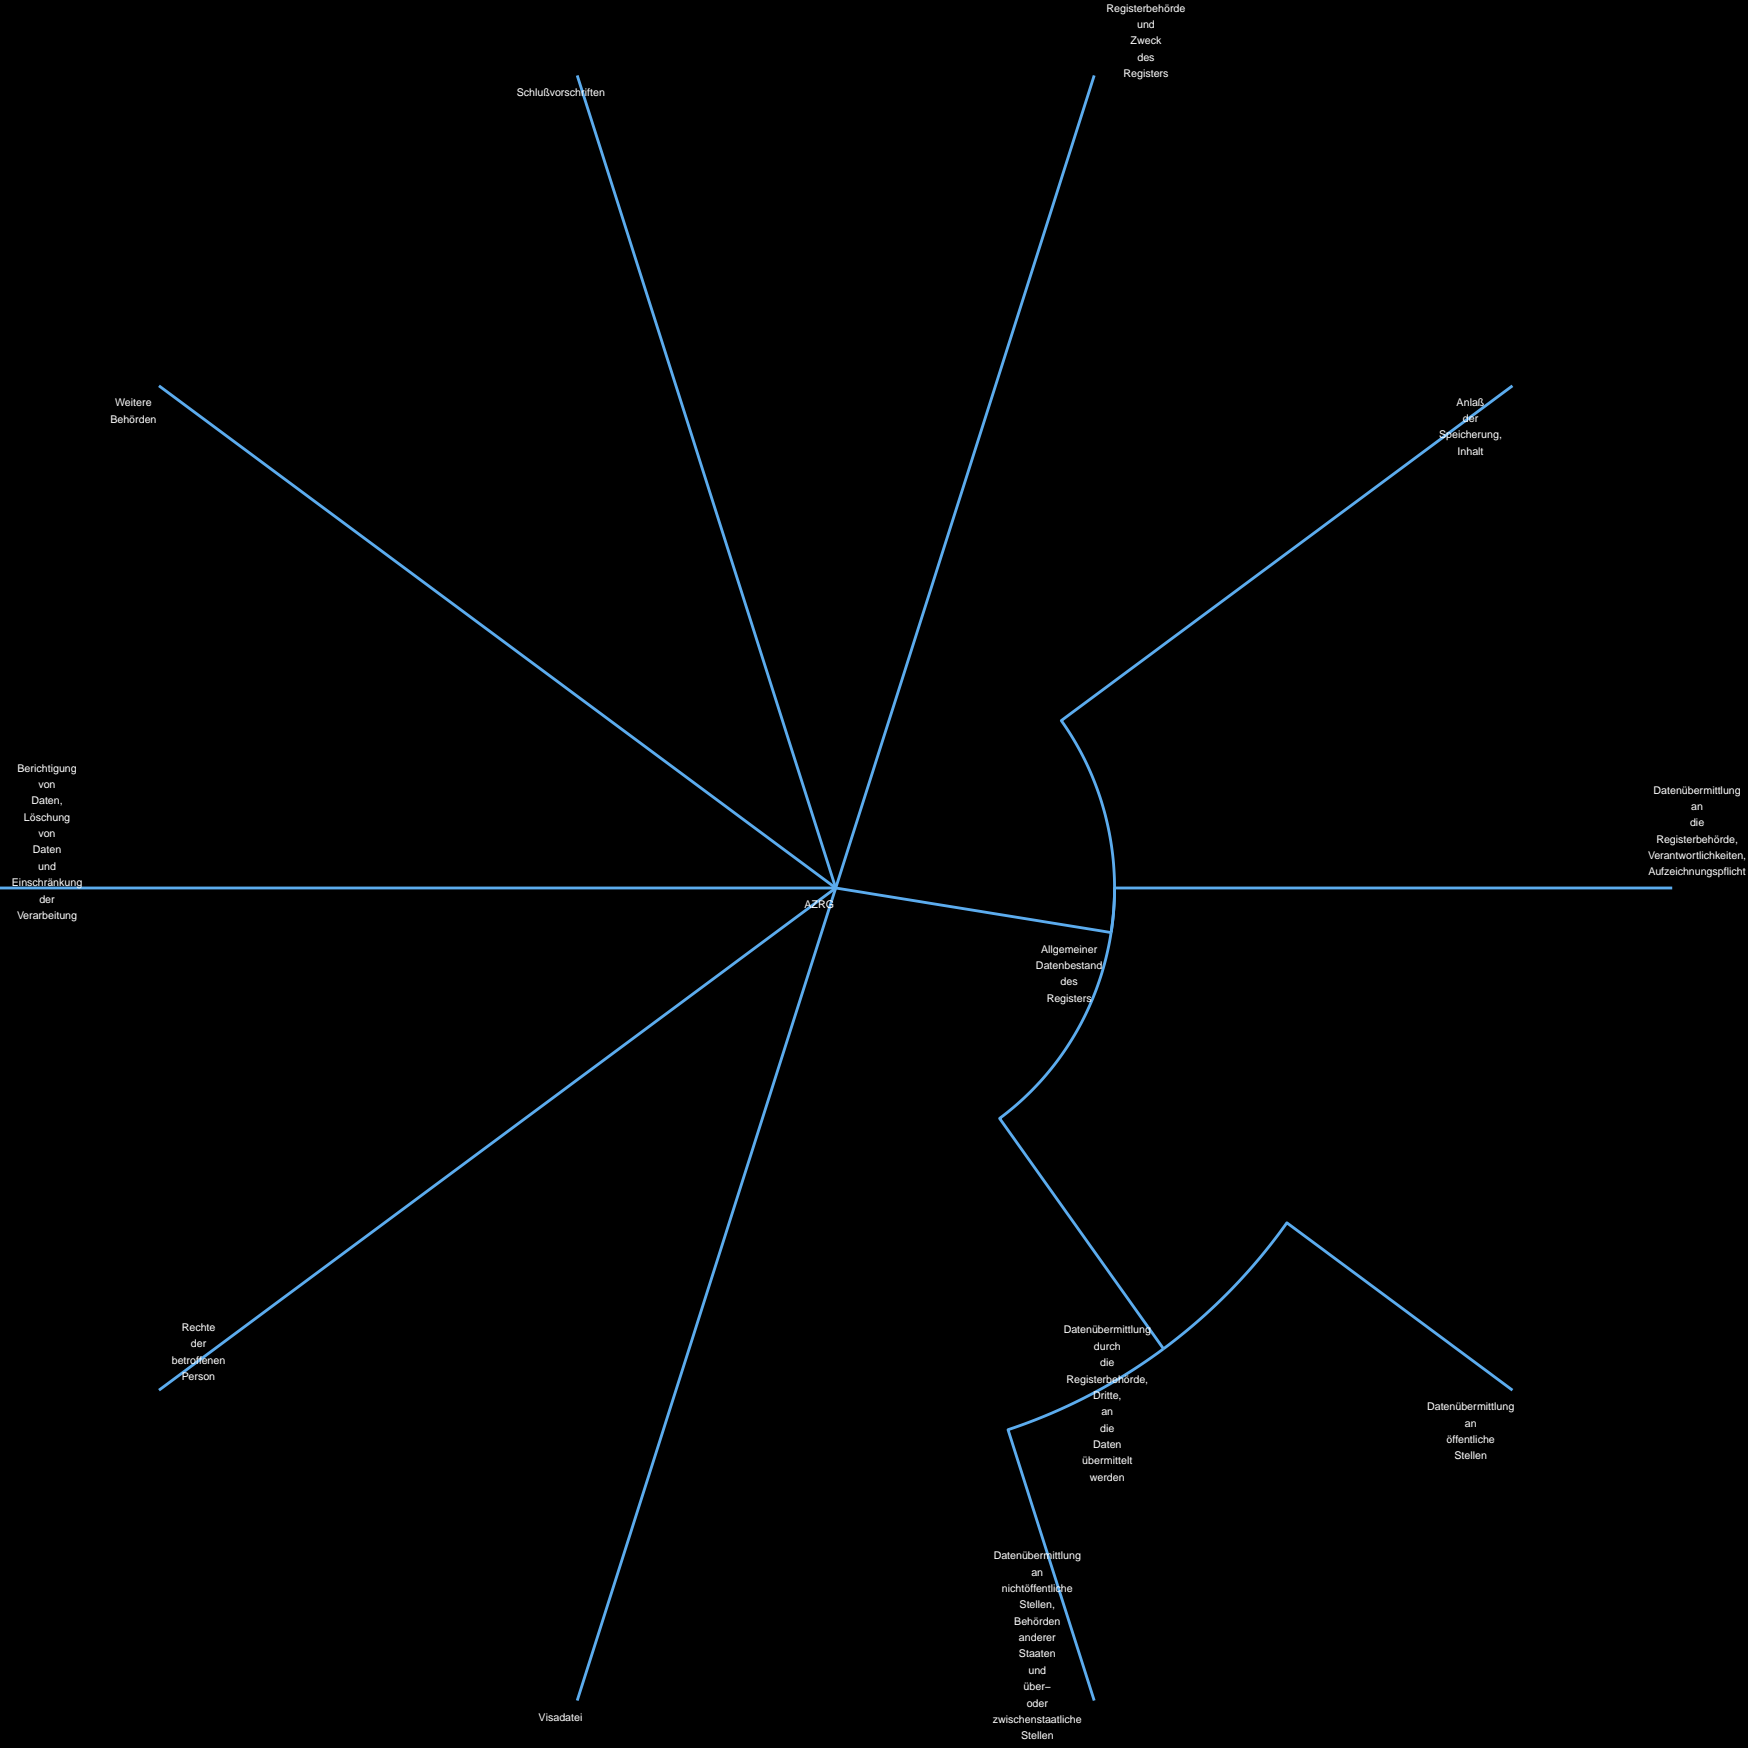 Registerbehörde
und
Zweck
des
Registers
Schlußvorschriften
Weitere
Behörden
Anlaß
der
Speicherung,
Inhalt
Berichtigung
von
Daten,
Löschung
von
Daten
und
Einschränkung
der
Verarbeitung
Datenübermittlung
an
die
Registerbehörde,
Verantwortlichkeiten,
Aufzeichnungspflicht
AZRG
Allgemeiner
Datenbestand
des
Registers
Rechte
der
betroffenen
Person
Datenübermittlung
durch
die
Registerbehörde,
Dritte,
an
die
Daten
übermittelt
werden
Datenübermittlung
an
öffentliche
Stellen
Datenübermittlung
an
nichtöffentliche
Stellen,
Behörden
anderer
Staaten
und
über–
oder
zwischenstaatliche
Stellen
Visadatei